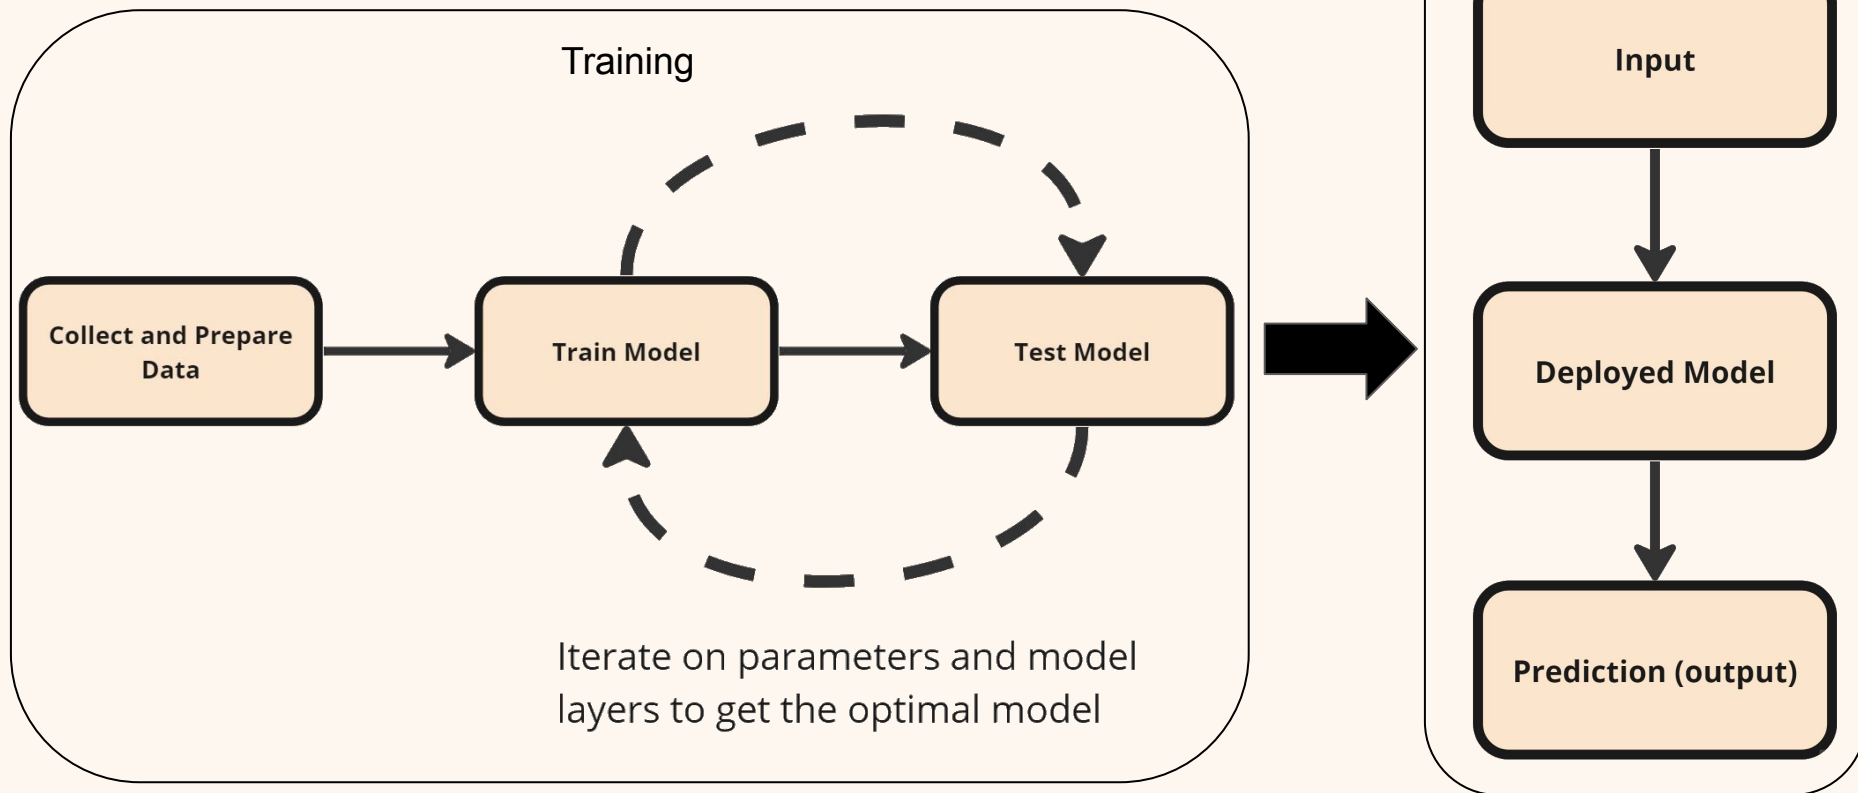 Training
Collect and Prepare
Data
Train Model
Test Model
Iterate on parameters and model
layers to get the optimal model
Input
Deployed Model
Prediction (output)